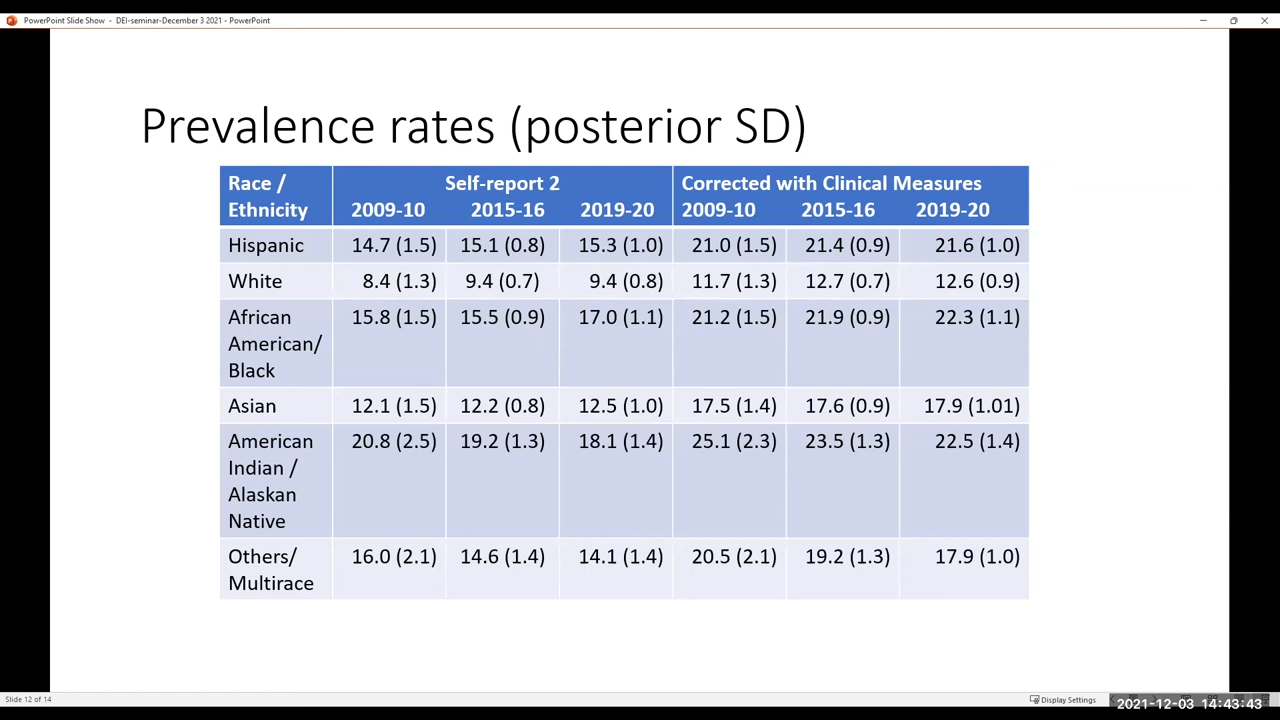 PowerPoint Slide Show - DEI-seminar-December 3 2021 - PowerPoint
Prevalence rates (posterior SD)
Race / Self-report 2 Corrected with Clinical Measures
Ethnicity 2009-10 2015-16 2019-20 2009-10 2015-16 2019-20
Hispanic 14.7 (1.5) 15.1 (0.8) 15.3 (1.0) 21.0 (1.5) 21.4 (0.9) 21.6 (1.0)
White 8.4 (1.3) 9.4 (0.7) 9.4 (0.8) 11.7 (1.3) 12.7 (0.7) 12.6 (0.9)
African 15.8 (1.5) 15.5 (0.9) 17.0 (1.1) 21.2 (1.5) 21.9 (0.9) 22.3 (1.1)
American/
Black
Asian 12.1 (1.5) 12.2 (0.8) 12.5 (1.0) 17.5 (1.4) 17.6 (0.9) 17.9 (1.01)
American 20.8 (2.5) 19.2 (1.3) 18.1 (1.4) 25.1 (2.3) 23.5 (1.3) 22.5 (1.4)
Indian /
Alaskan
Native
Others/ 16.0 (2.1) 14.6 (1.4) 14.1 (1.4) 20.5 (2.1) 19.2 (1.3) 17.9 (1.0)
Multirace
Slide 12 of 14 Display Settings
2021-12-03 14:43:43